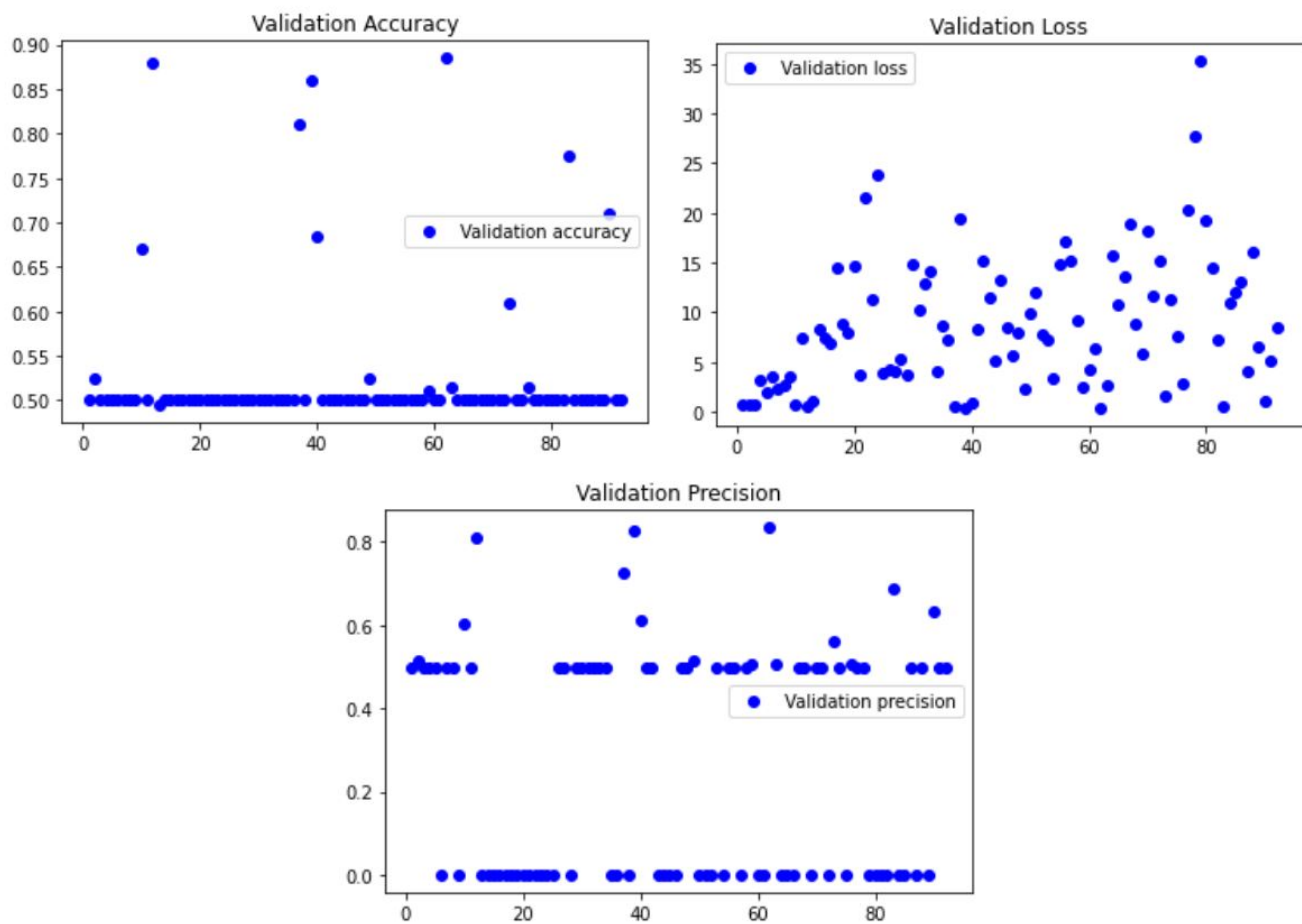 Validation Accuracy
0.90
0.85
0.80
0.75
0.70
0.65
0.60
0.55
0.50
Validation accuracy
0 20 40 60 80
Validation Loss
35
30
25
20
15
10
5
0
Validation loss
0 20 40 60 80
Validation Precision
0.8
0.6
0.4
0.2
0.0
Validation precision
0 20 40 60 80